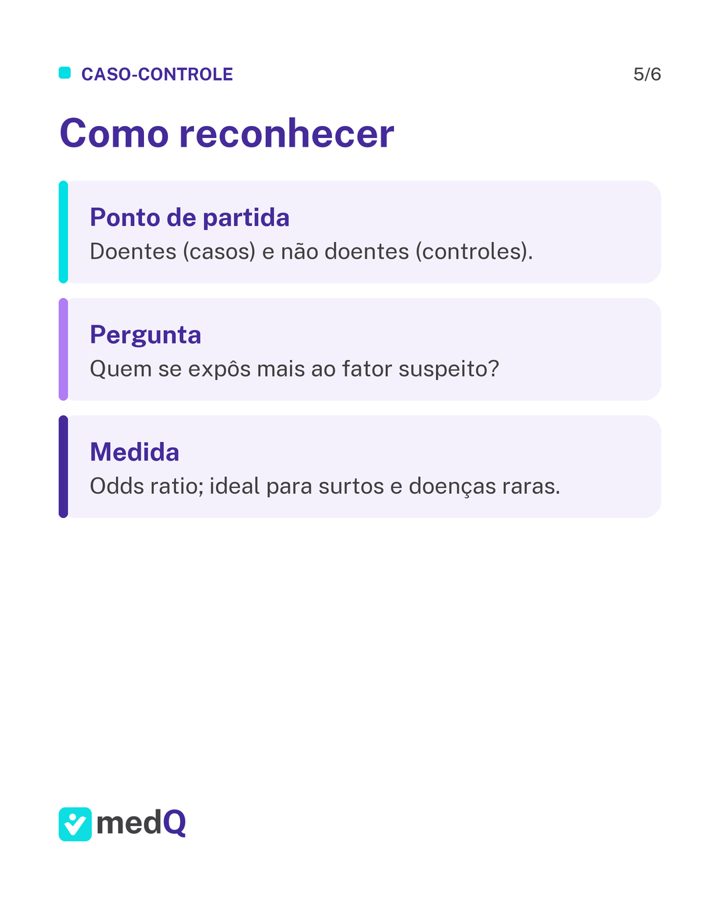 CASO-CONTROLE
5/6
Como reconhecer
Ponto de partida
Doentes (casos) e não doentes (controles).
Pergunta
Quem se expôs mais ao fator suspeito?
Medida
Odds ratio; ideal para surtos e doenças raras.
medQ